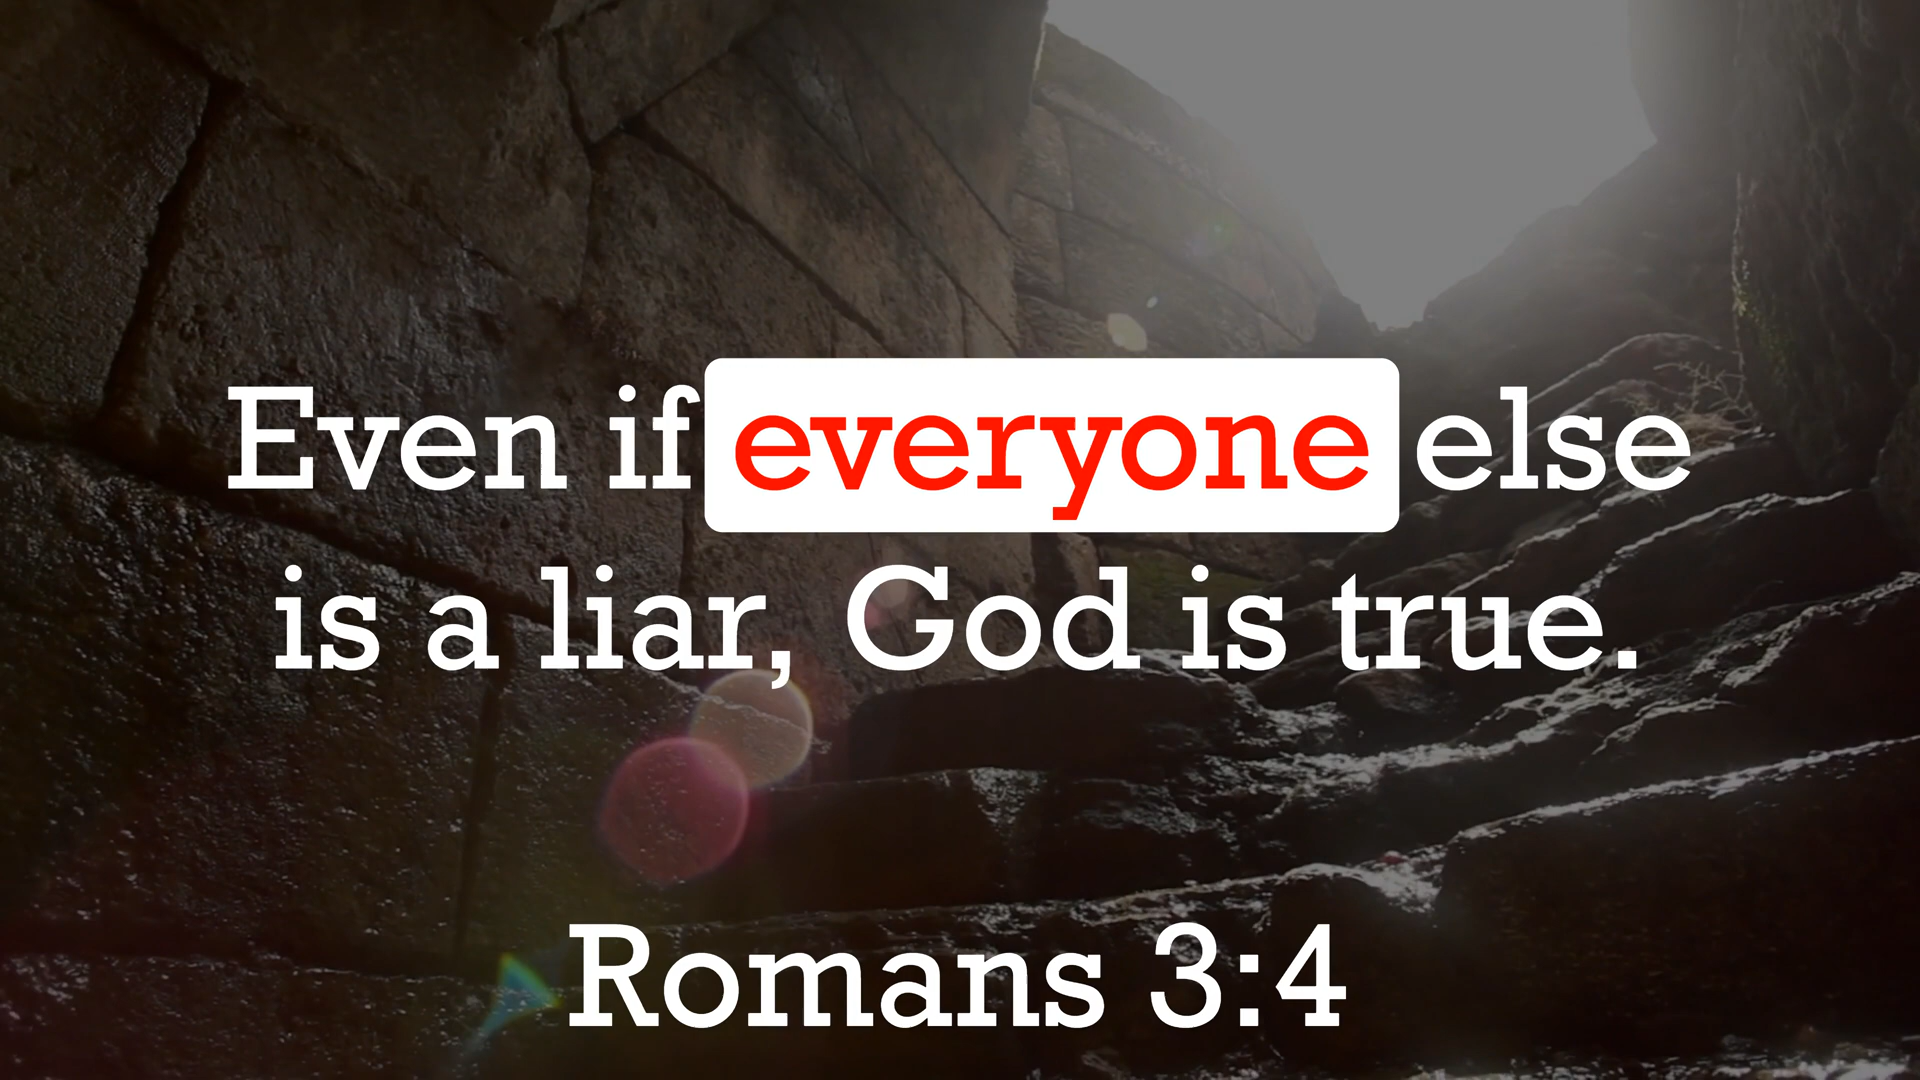 Even if everyone else
is a liar, God is true.
Romans 3:4